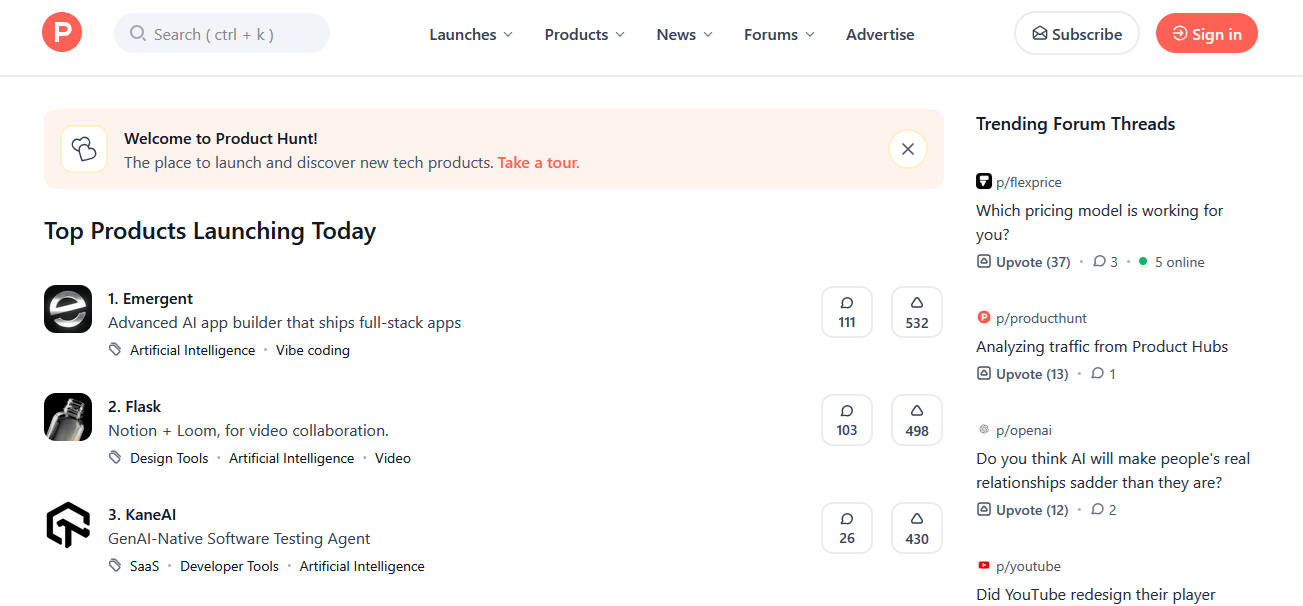 P
Search ( ctrl + k )
Launches
Products
News
Forums
Advertise
Subscribe
Sign in
Welcome to Product Hunt!
The place to launch and discover new tech products. Take a tour.
Top Products Launching Today
1. Emergent
Advanced AI app builder that ships full-stack apps
Artificial Intelligence • Vibe coding
111
532
2. Flask
Notion + Loom, for video collaboration.
Design Tools • Artificial Intelligence • Video
103
498
3. KaneAI
GenAI-Native Software Testing Agent
SaaS • Developer Tools • Artificial Intelligence
26
430
Trending Forum Threads
p/flexprice
Which pricing model is working for
you?
Upvote (37) • 3 • 5 online
P p/producthunt
Analyzing traffic from Product Hubs
Upvote (13) • 1
p/openai
Do you think AI will make people's real
relationships sadder than they are?
Upvote (12) • 2
p/youtube
Did YouTube redesign their player